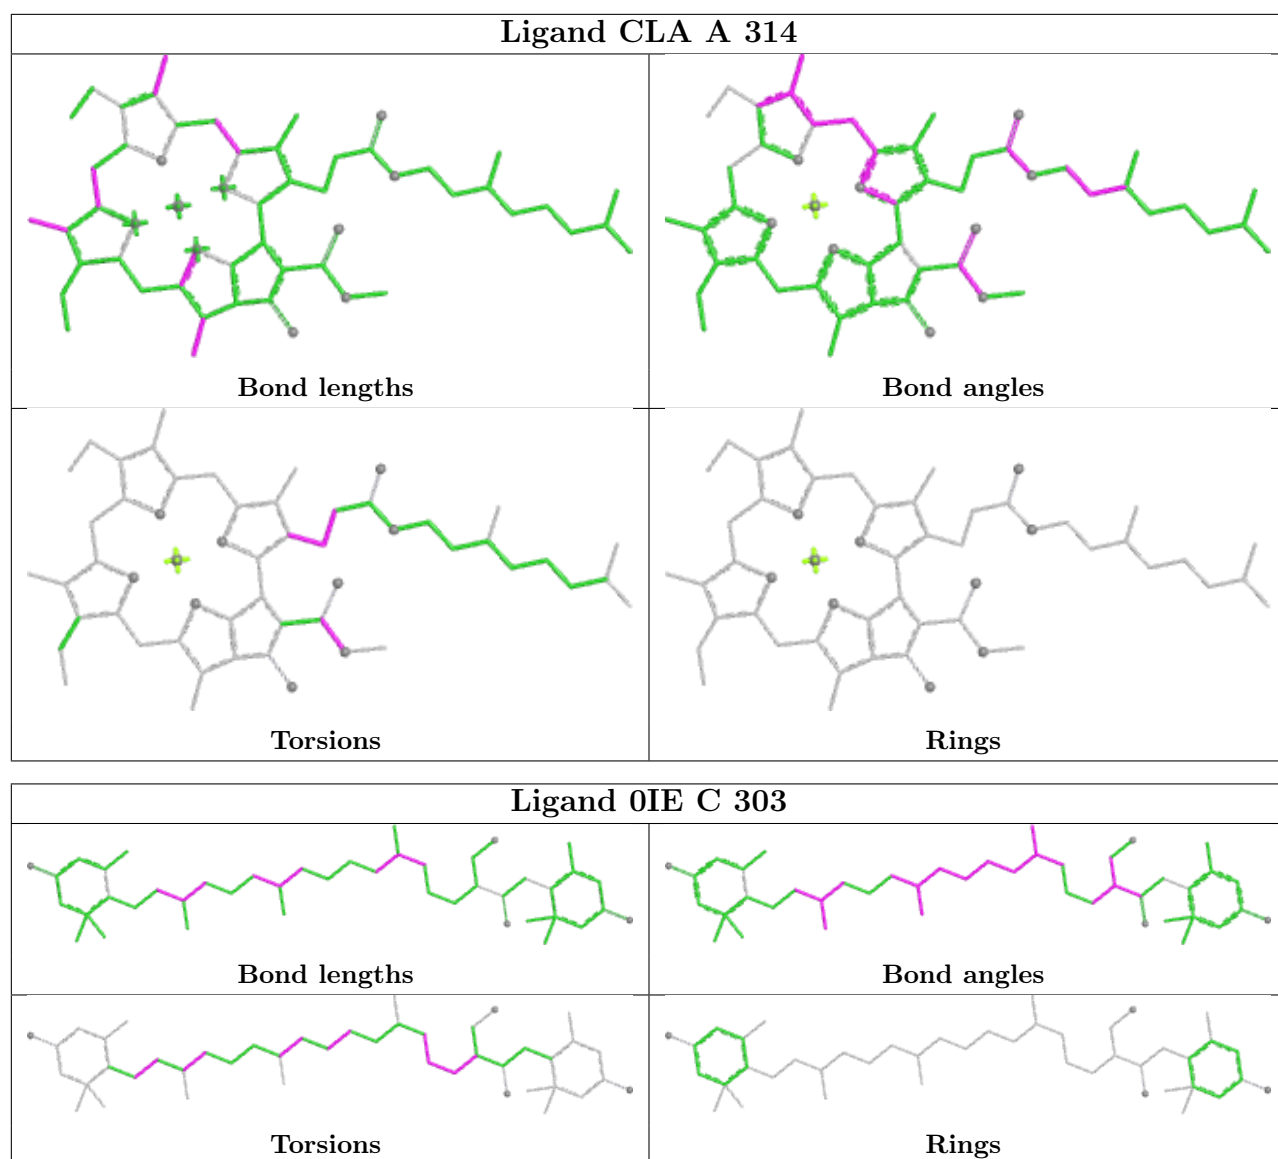 Ligand CLA A 314
Bond lengths
Bond angles
Torsions
Rings
Ligand 0IE C 303
Bond lengths
Bond angles
Torsions
Rings